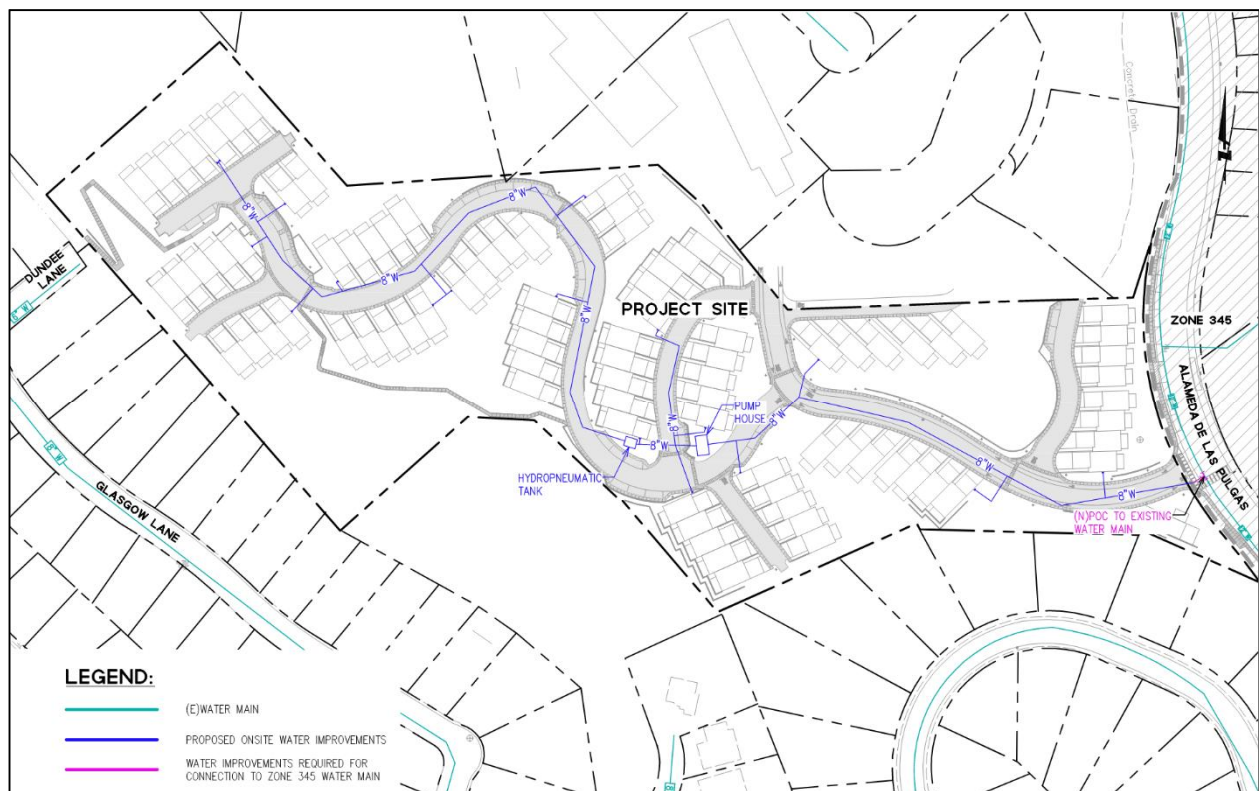 Concrete Drain
DUNDEE
LANE
8" W
8"W
8"W
8"W
8"W
PROJECT SITE
ZONE 345
ALAMEDA DE LAS PULGAS
PUMP
HOUSE
8"W
8"W
8"W
HYDROPNEUMATIC
TANK
8"W
8"W
(N)POC TO EXISTING
WATER MAIN
8" W
GLASGOW LANE
LEGEND:
(E)WATER MAIN
PROPOSED ONSITE WATER IMPROVEMENTS
WATER IMPROVEMENTS REQUIRED FOR
CONNECTION TO ZONE 345 WATER MAIN